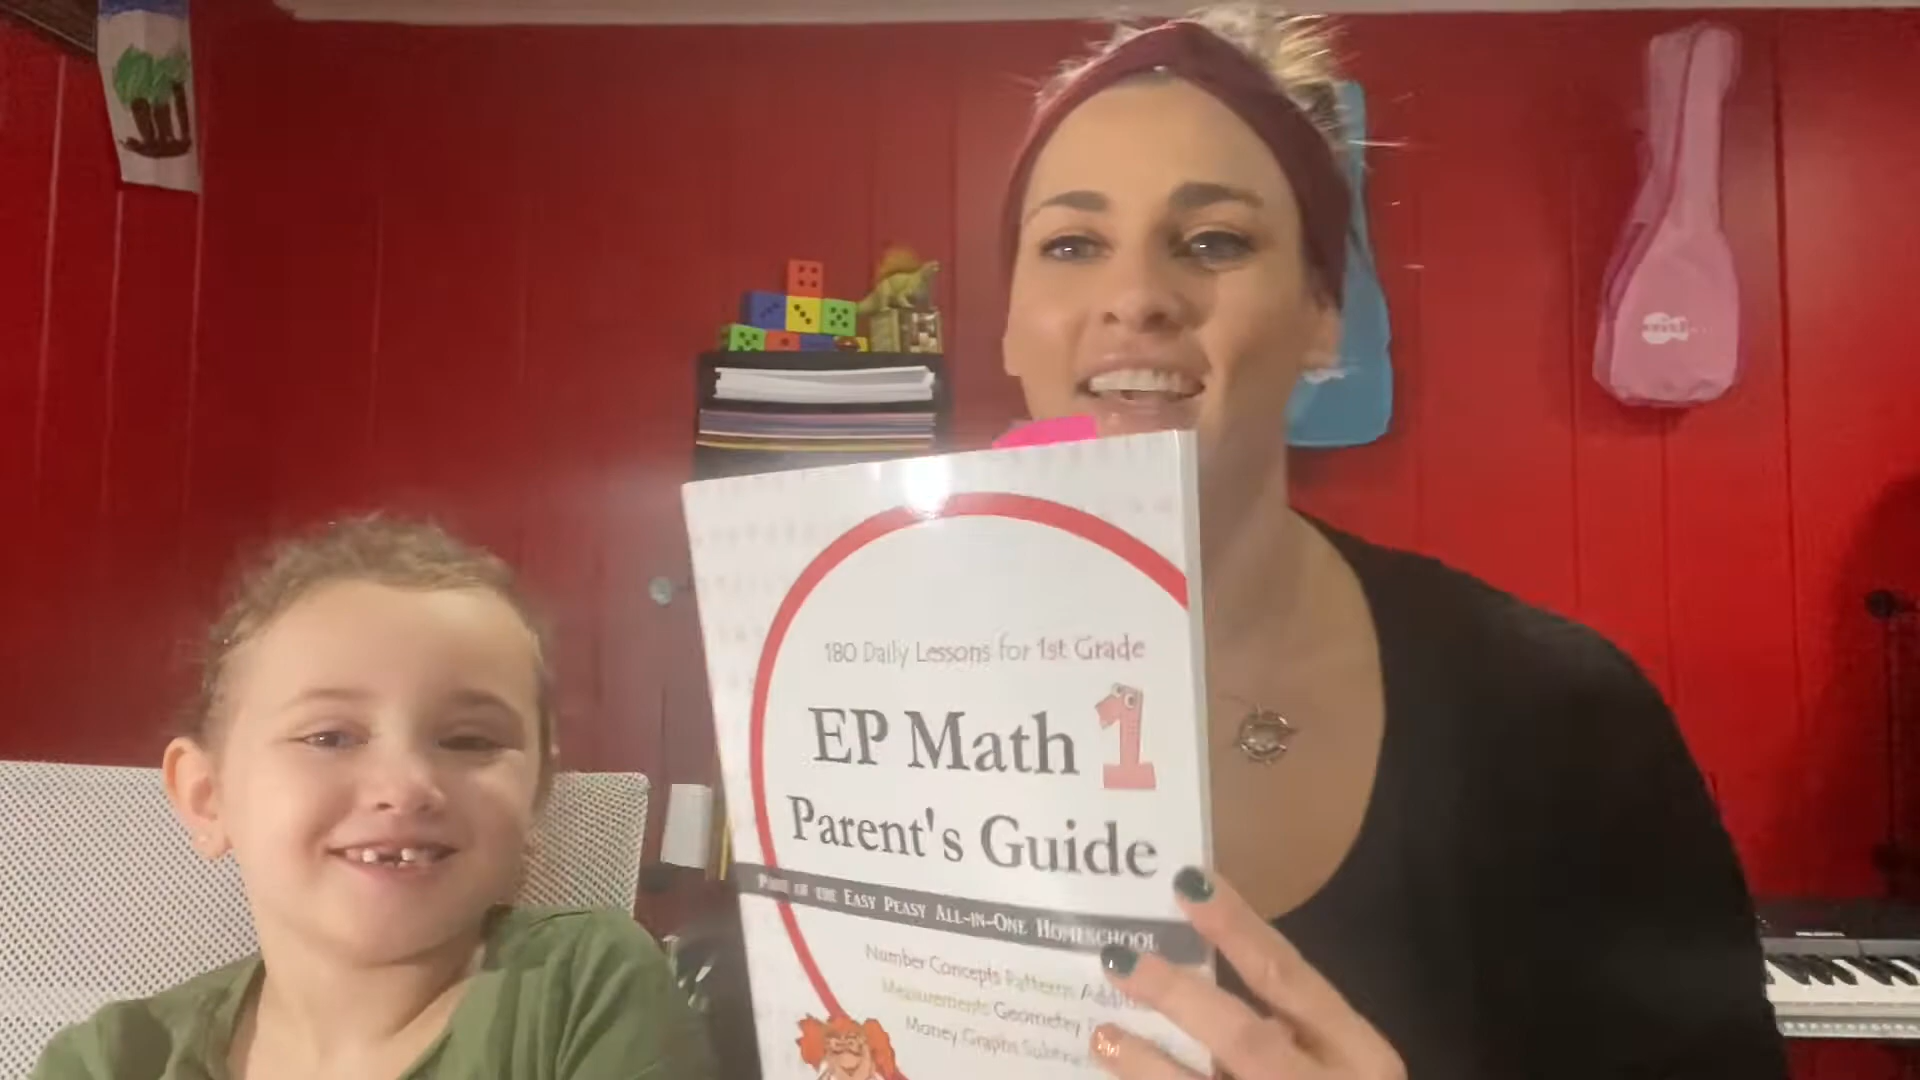 180 Daily Lessons for 1st Grade
EP Math 1
Parent's Guide
Part of the Easy Peasy All-in-One Homeschool
Number Concepts Patterns
Measurements Geometry
Money Graphs